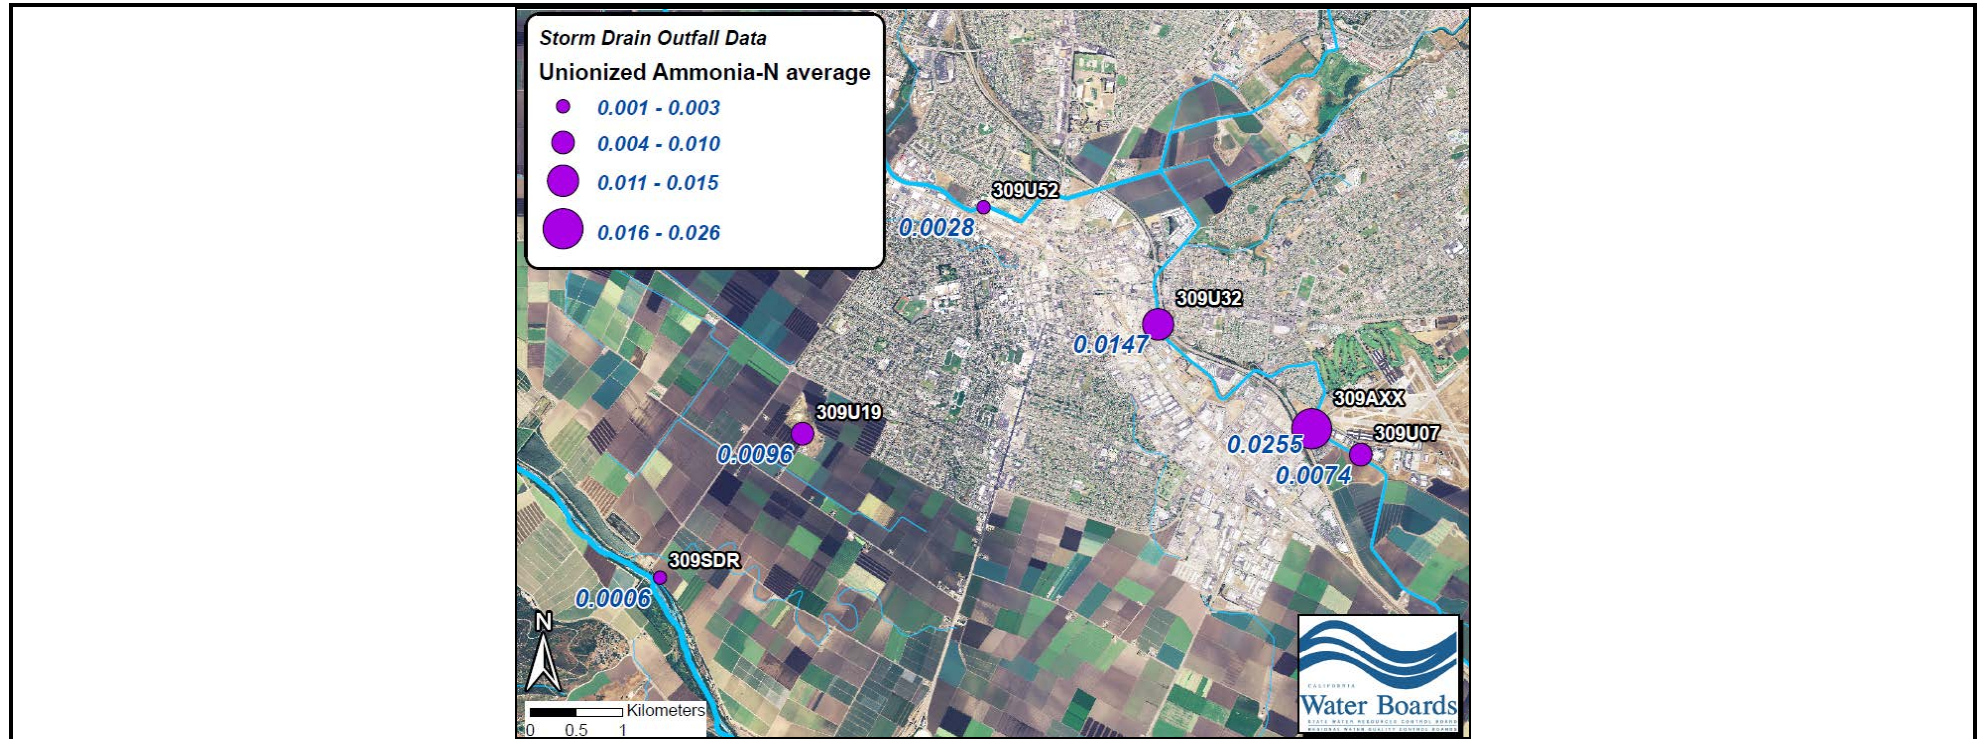 Storm Drain Outfall Data
Unionized Ammonia-N average
0.001 - 0.003
0.004 - 0.010
0.011 - 0.015
0.016 - 0.026
309U52
0.0028
309U32
0.0147
309AXX
0.0255
309U07
0.0074
309U19
0.0096
309SDR
0.0006
N
Kilometers
0 0.5 1
CALIFORNIA
Water Boards
STATE WATER RESOURCES CONTROL BOARD
REGIONAL WATER QUALITY CONTROL BOARDS